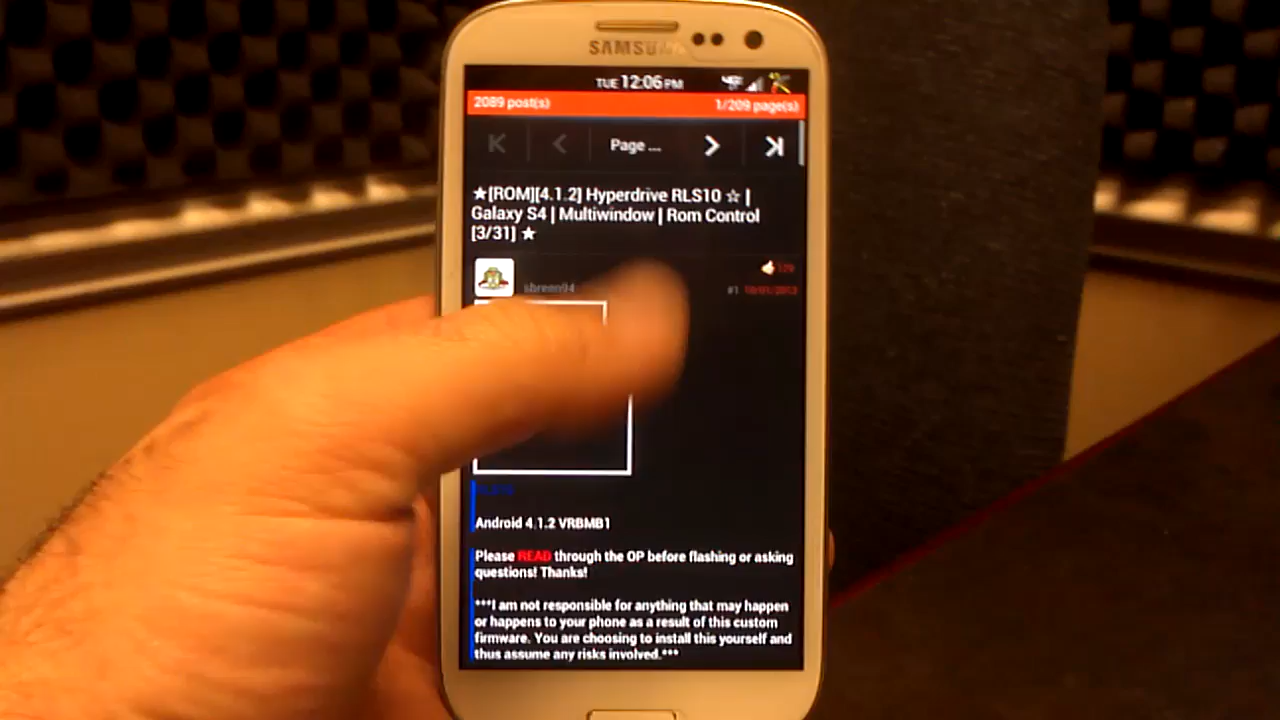 SAMSUNG
TUE 12:06 PM
2089 post(s) 1/209 page(s)
Page ...
★[ROM][4.1.2] Hyperdrive RLS10 ☆ |
Galaxy S4 | Multiwindow | Rom Control
[3/31] ★
sbreen94
#1
Android 4.1.2 VRBMB1
Please READ through the OP before flashing or asking
questions! Thanks!
***I am not responsible for anything that may happen
or happens to your phone as a result of this custom
firmware. You are choosing to install this yourself and
thus assume any risks involved.***